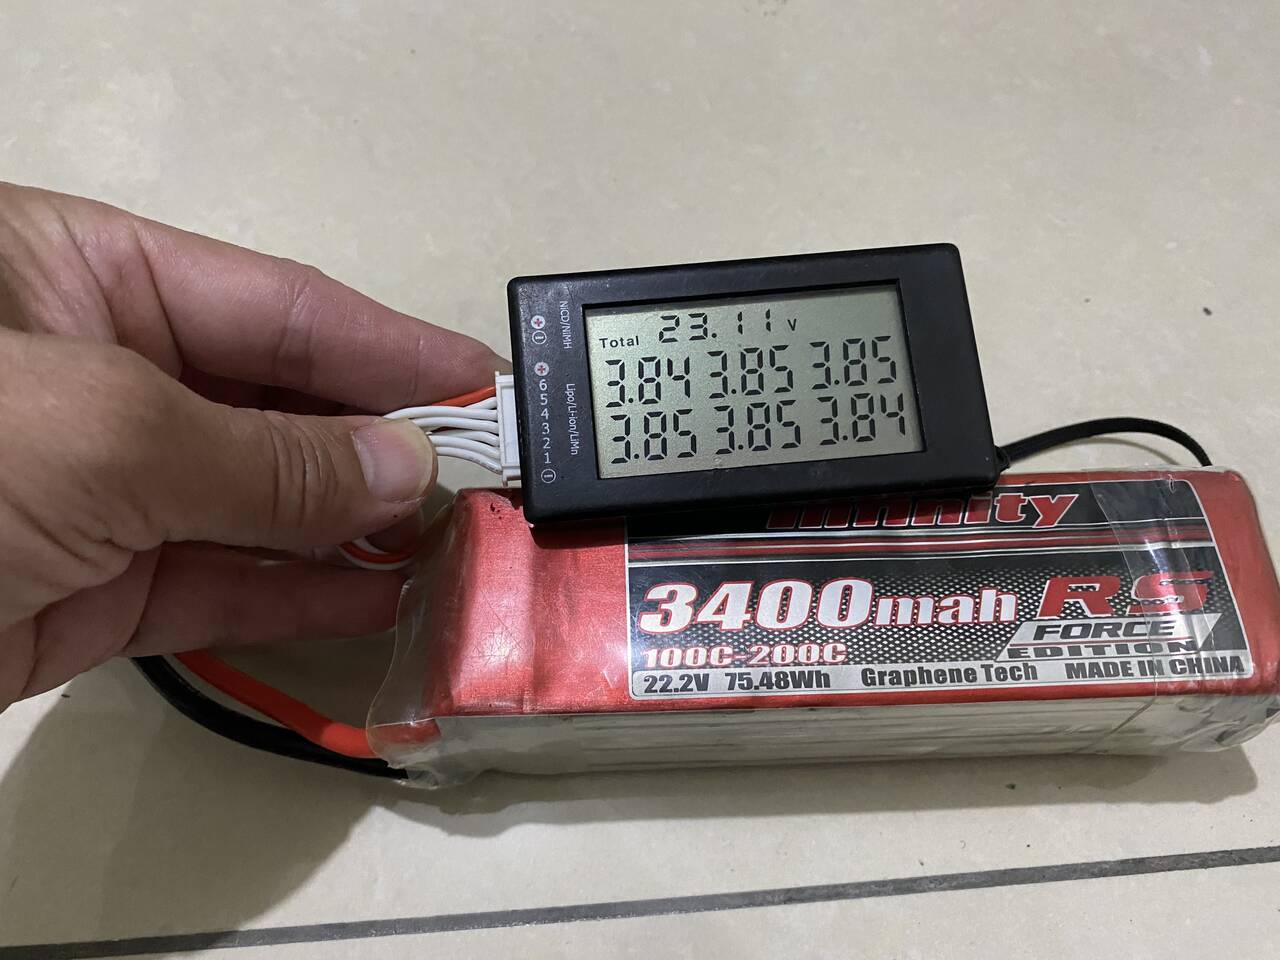 Total 23.11 V
3.84 3.85 3.85
3.85 3.85 3.84
NiCD/NiMH
Lipo/Li-ion/LiMn
+
-
+
6
5
4
3
2
1
-
Infinity
3400mah RS
FORCE
100C-200C EDITION
22.2V 75.48Wh Graphene Tech MADE IN CHINA